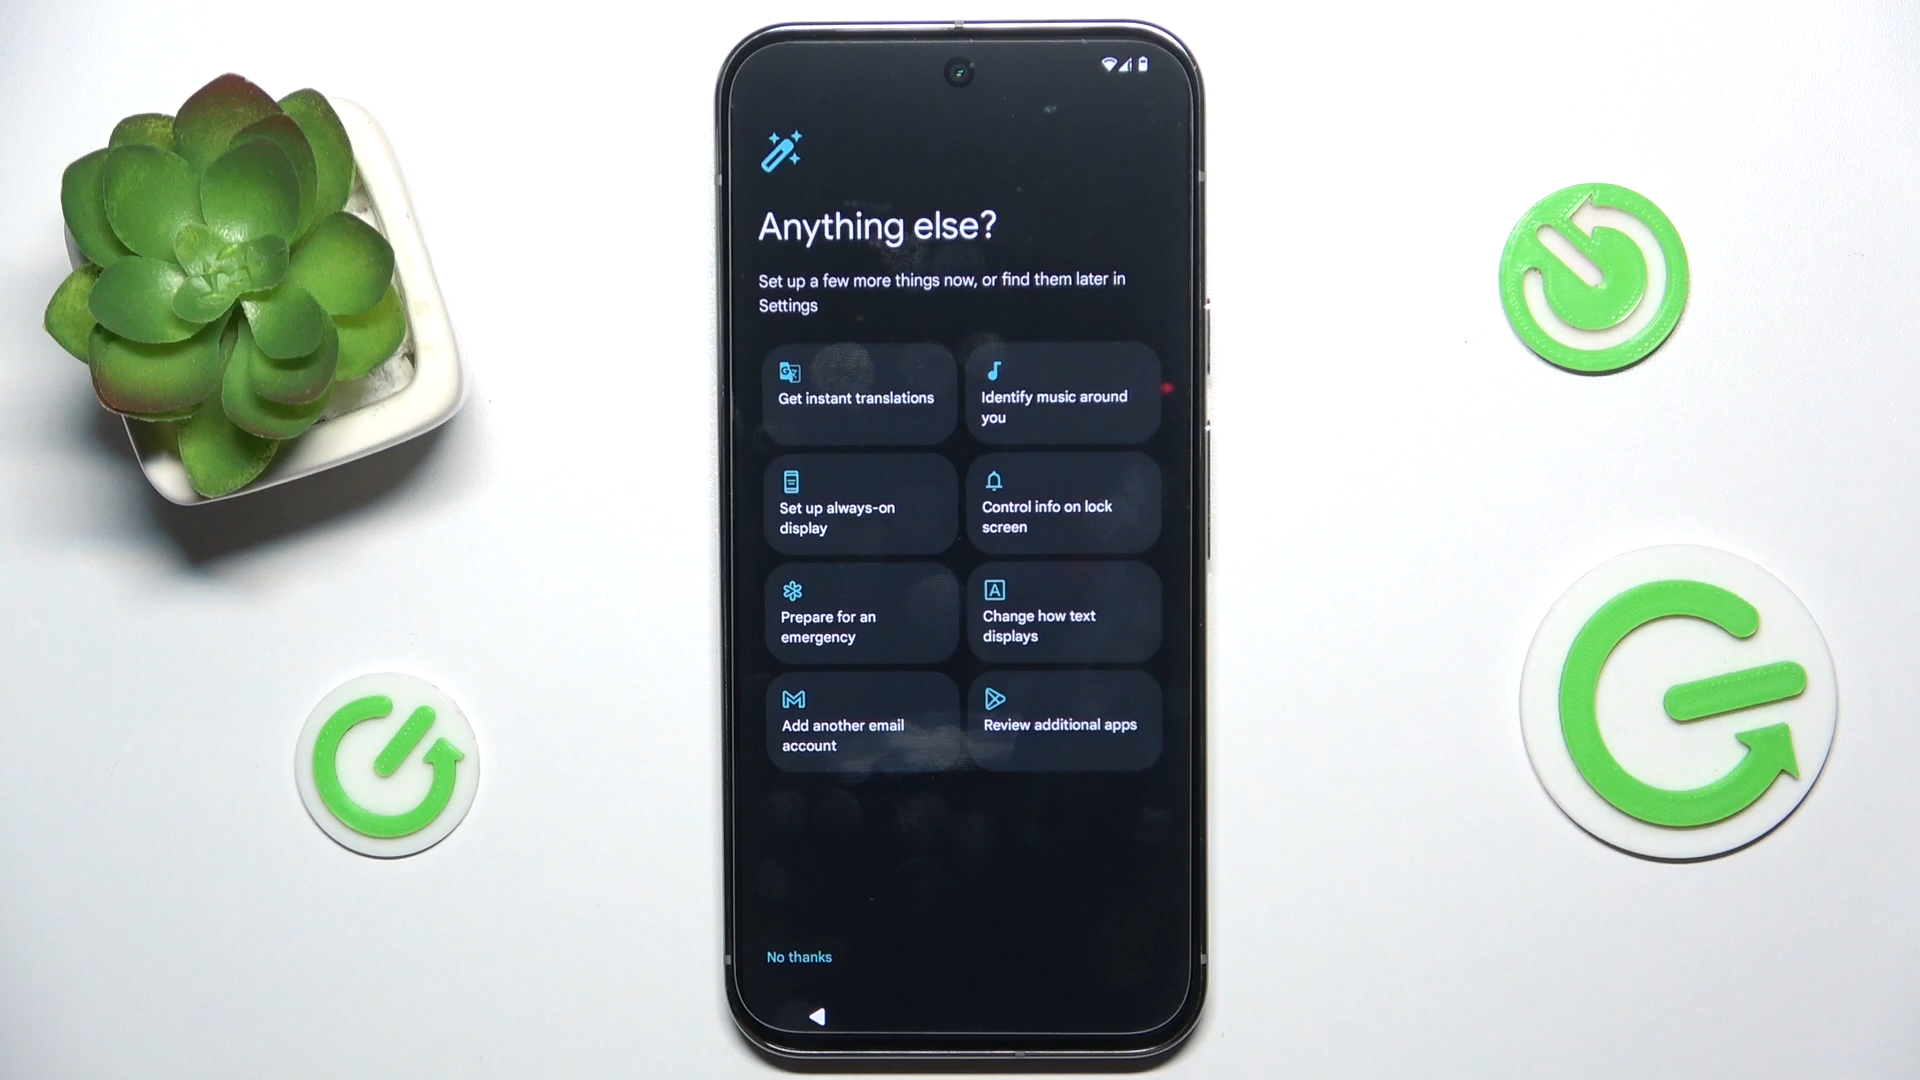 Anything else?
Set up a few more things now, or find them later in
Settings
Get instant translations
Identify music around
you
Set up always-on
display
Control info on lock
screen
Prepare for an
emergency
Change how text
displays
Add another email
account
Review additional apps
No thanks